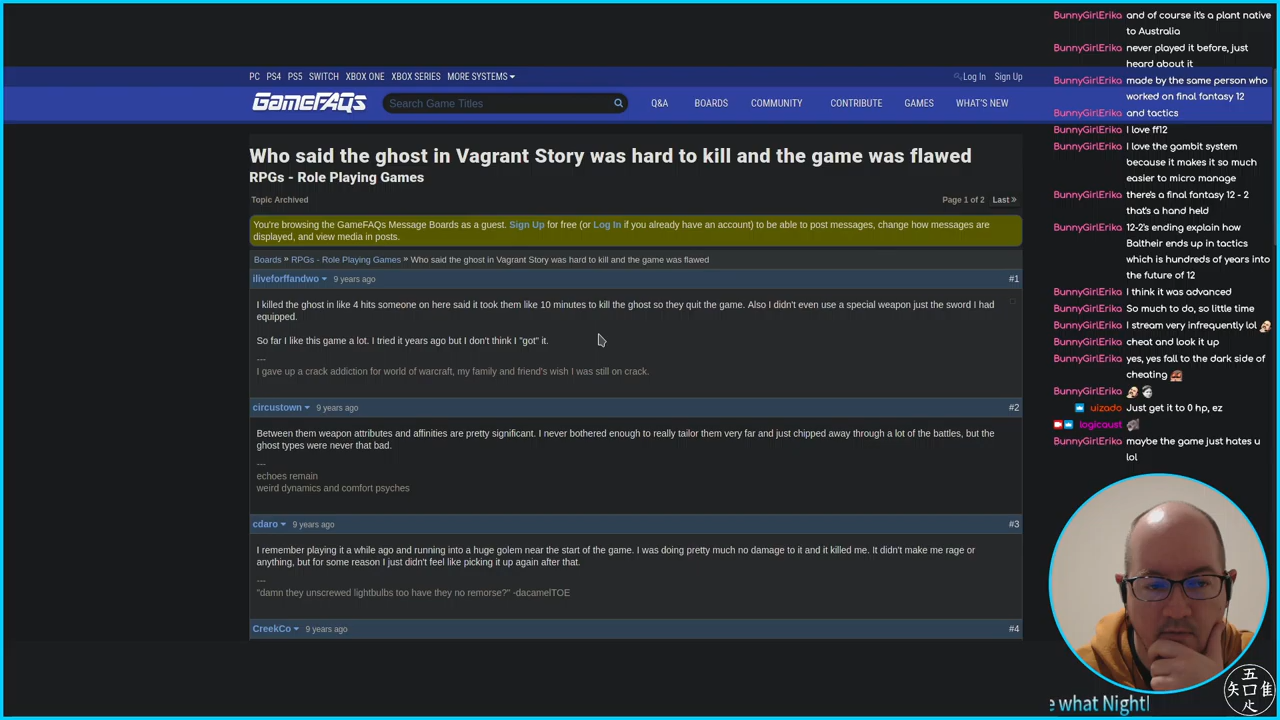 PC PS4 PS5 SWITCH XBOX ONE XBOX SERIES MORE SYSTEMS
Log In Sign Up
GameFAQs
Search Game Titles
Q&A BOARDS COMMUNITY CONTRIBUTE GAMES WHAT'S NEW
Who said the ghost in Vagrant Story was hard to kill and the game was flawed
RPGs - Role Playing Games
Topic Archived
Page 1 of 2 Last »
You're browsing the GameFAQs Message Boards as a guest. Sign Up for free (or Log In if you already have an account) to be able to post messages, change how messages are
displayed, and view media in posts.
Boards » RPGs - Role Playing Games » Who said the ghost in Vagrant Story was hard to kill and the game was flawed
iliveforffandwo 9 years ago #1
I killed the ghost in like 4 hits someone on here said it took them like 10 minutes to kill the ghost so they quit the game. Also I didn't even use a special weapon just the sword I had
equipped.
So far I like this game a lot. I tried it years ago but I don't think I "got" it.
---
I gave up a crack addiction for world of warcraft, my family and friend's wish I was still on crack.
circustown 9 years ago #2
Between them weapon attributes and affinities are pretty significant. I never bothered enough to really tailor them very far and just chipped away through a lot of the battles, but the
ghost types were never that bad.
---
echoes remain
weird dynamics and comfort psyches
cdaro 9 years ago #3
I remember playing it a while ago and running into a huge golem near the start of the game. I was doing pretty much no damage to it and it killed me. It didn't make me rage or
anything, but for some reason I just didn't feel like picking it up again after that.
---
"damn they unscrewed lightbulbs too have they no remorse?" -dacamelTOE
CreekCo 9 years ago #4
BunnyGirlErika and of course it's a plant native
to Australia
BunnyGirlErika never played it before, just
heard about it
BunnyGirlErika made by the same person who
worked on final fantasy 12
BunnyGirlErika and tactics
BunnyGirlErika I love ff12
BunnyGirlErika I love the gambit system
because it makes it so much
easier to micro manage
BunnyGirlErika there's a final fantasy 12 - 2
that's a hand held
BunnyGirlErika 12-2's ending explain how
Baltheir ends up in tactics
which is hundreds of years into
the future of 12
BunnyGirlErika I think it was advanced
BunnyGirlErika So much to do, so little time
BunnyGirlErika I stream very infrequently lol
BunnyGirlErika cheat and look it up
BunnyGirlErika yes, yes fall to the dark side of
cheating
BunnyGirlErika
uizado Just get it to 0 hp, ez
logicaust
BunnyGirlErika maybe the game just hates u
lol
e what Night
五
知口隹